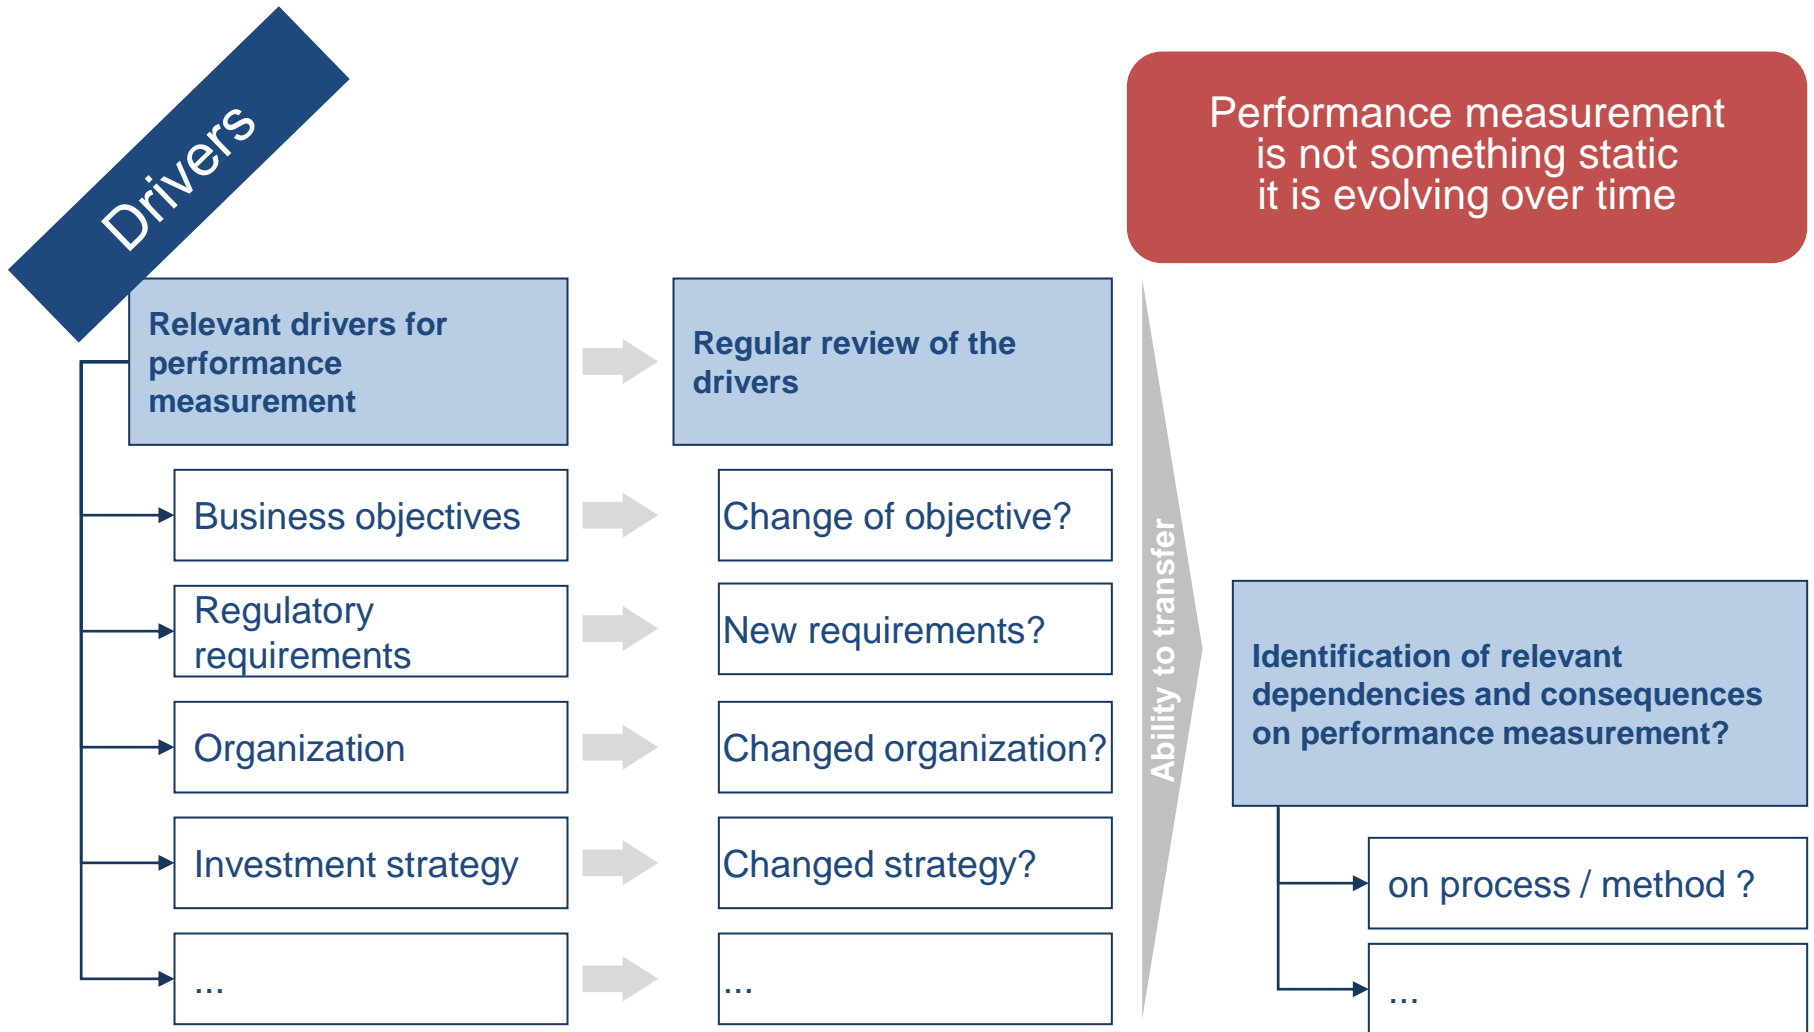 Drivers
Performance measurement
is not something static
it is evolving over time
Relevant drivers for
performance
measurement
Regular review of the
drivers
Business objectives
Change of objective?
Regulatory
requirements
New requirements?
Organization
Changed organization?
Investment strategy
Changed strategy?
...
...
Ability to transfer
Identification of relevant
dependencies and consequences
on performance measurement?
on process / method ?
...